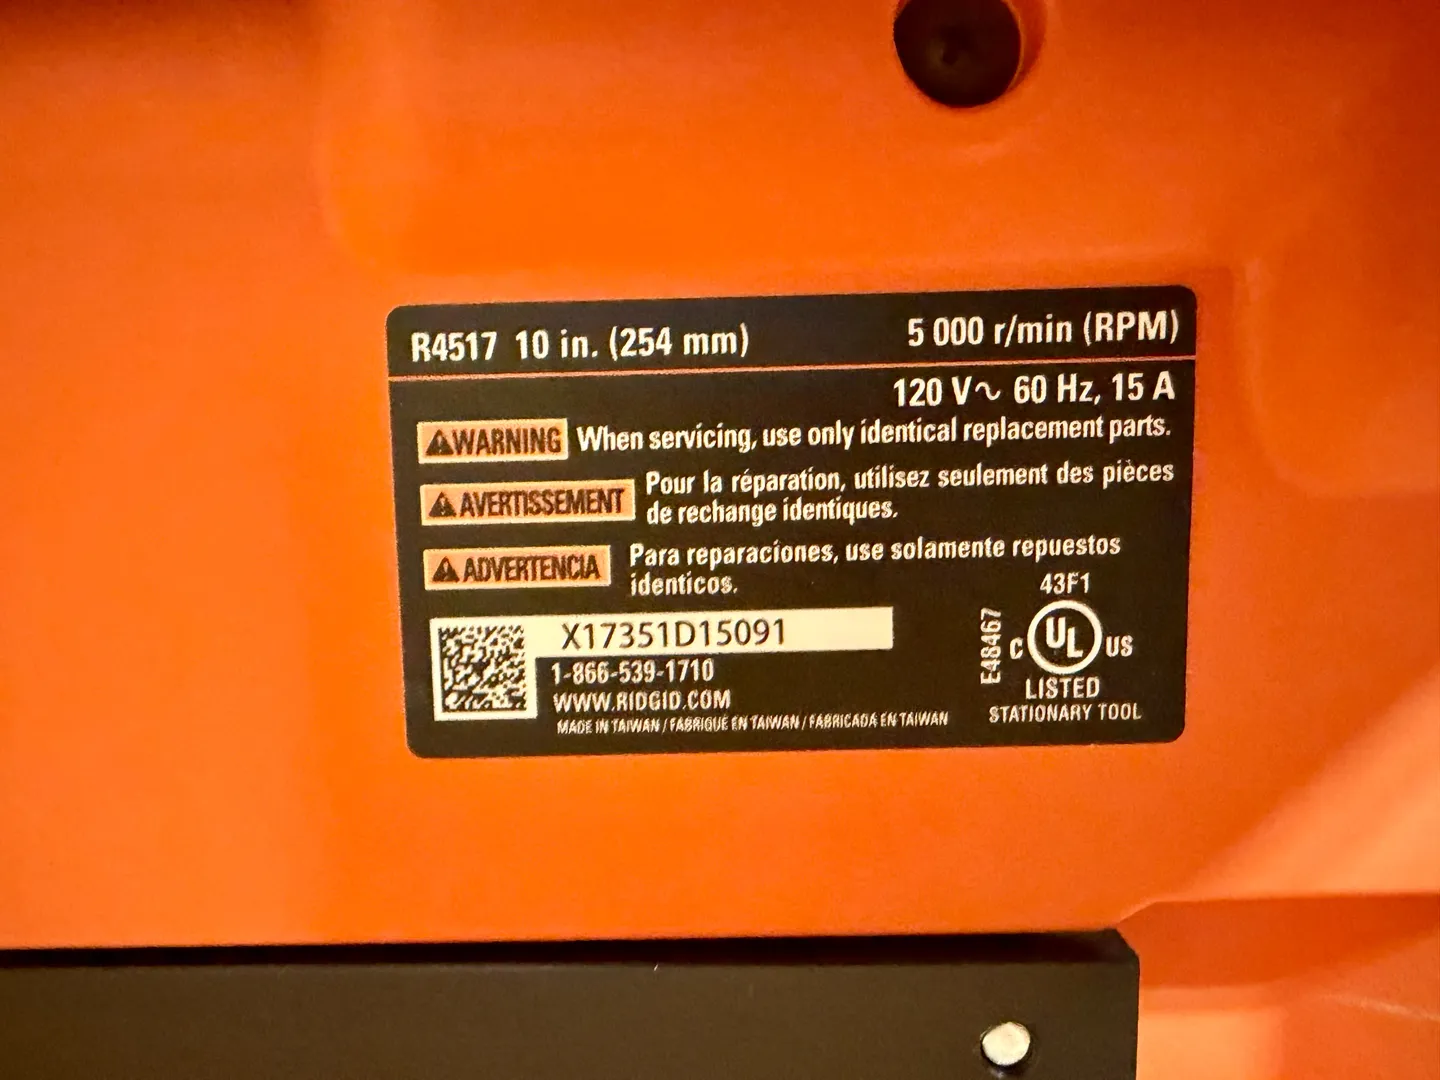 R4517 10 in. (254 mm) 5 000 r/min (RPM)
120 V~ 60 Hz, 15 A
WARNING When servicing, use only identical replacement parts.
AVERTISSEMENT Pour la réparation, utilisez seulement des pièces
de rechange identiques.
ADVERTENCIA Para reparaciones, use solamente repuestos
identicos.
43F1
X17351D15091
1-866-539-1710
WWW.RIDGID.COM
MADE IN TAIWAN / FABRIQUÉ EN TAIWAN / FABRICADA EN TAIWAN
E48467
C UL US
LISTED
STATIONARY TOOL